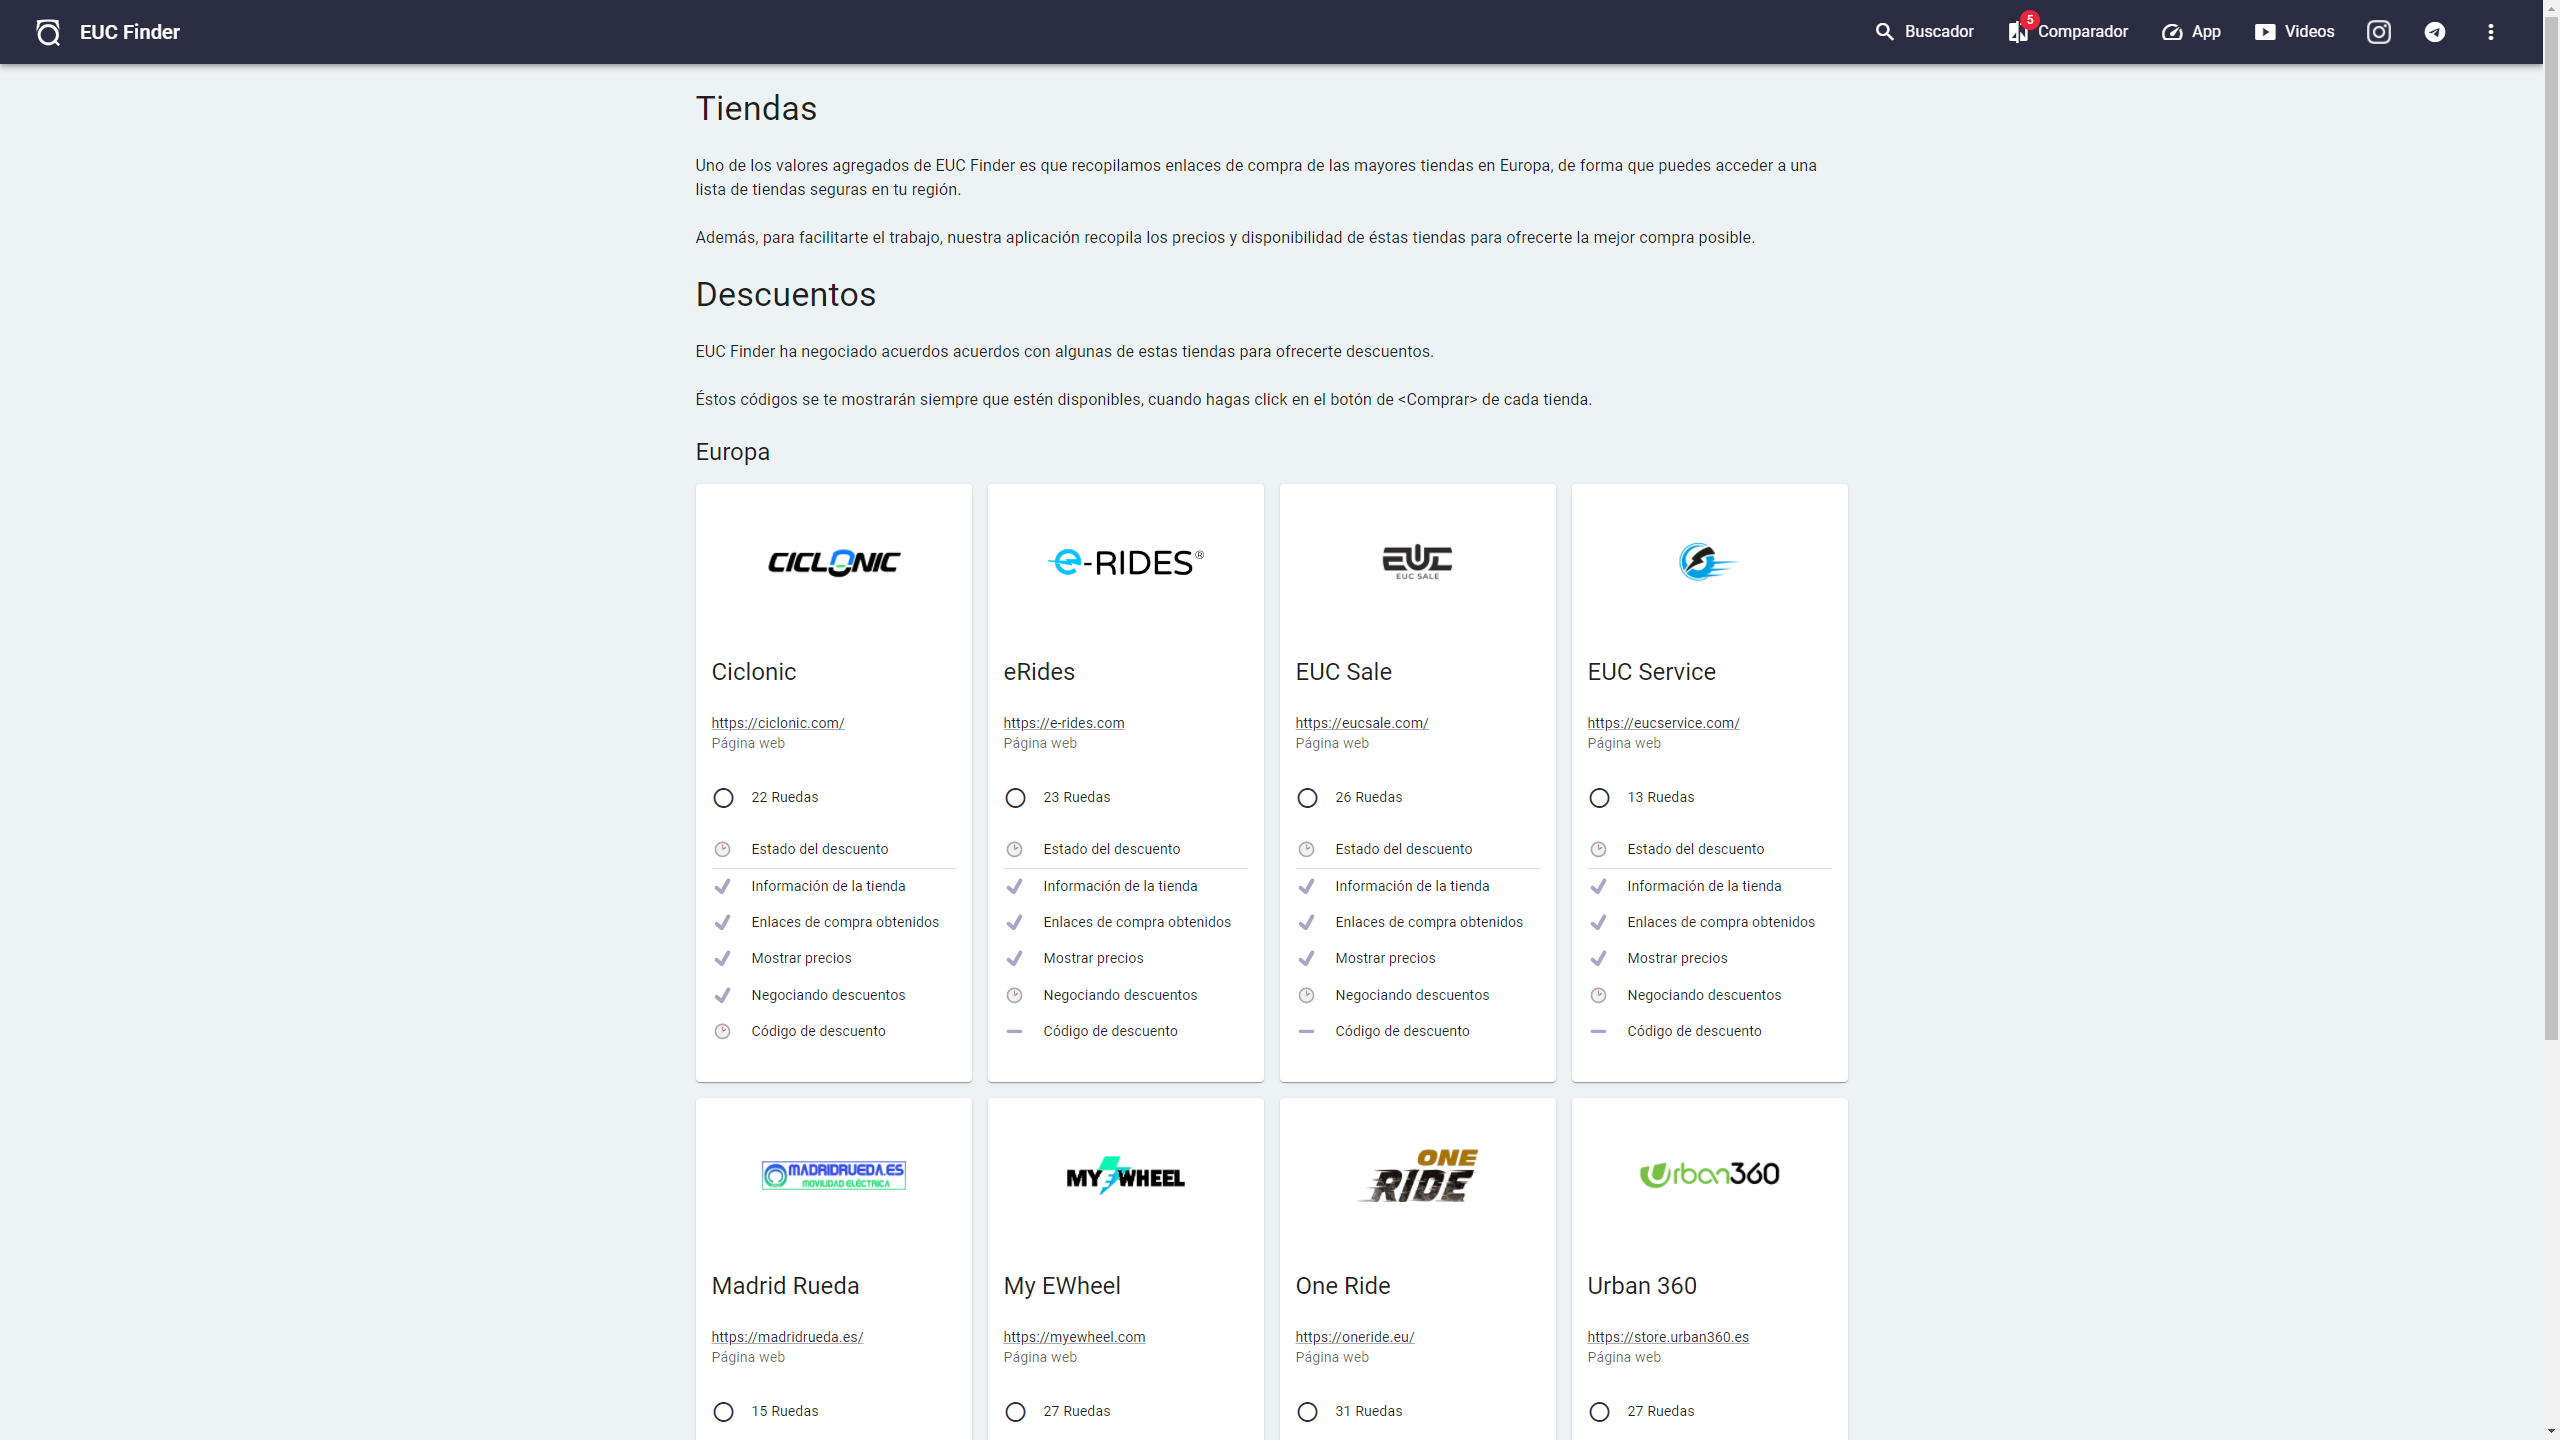 EUC Finder
Buscador
5
Comparador
App
Videos
Tiendas
Uno de los valores agregados de EUC Finder es que recopilamos enlaces de compra de las mayores tiendas en Europa, de forma que puedes acceder a una
lista de tiendas seguras en tu región.
Además, para facilitarte el trabajo, nuestra aplicación recopila los precios y disponibilidad de éstas tiendas para ofrecerte la mejor compra posible.
Descuentos
EUC Finder ha negociado acuerdos acuerdos con algunas de estas tiendas para ofrecerte descuentos.
Éstos códigos se te mostrarán siempre que estén disponibles, cuando hagas click en el botón de <Comprar> de cada tienda.
Europa
CICLONIC
Ciclonic
https://ciclonic.com/
Página web
22 Ruedas
Estado del descuento
Información de la tienda
Enlaces de compra obtenidos
Mostrar precios
Negociando descuentos
Código de descuento
e-RIDES®
eRides
https://e-rides.com
Página web
23 Ruedas
Estado del descuento
Información de la tienda
Enlaces de compra obtenidos
Mostrar precios
Negociando descuentos
Código de descuento
EUC
EUC SALE
EUC Sale
https://eucsale.com/
Página web
26 Ruedas
Estado del descuento
Información de la tienda
Enlaces de compra obtenidos
Mostrar precios
Negociando descuentos
Código de descuento
EUC Service
https://eucservice.com/
Página web
13 Ruedas
Estado del descuento
Información de la tienda
Enlaces de compra obtenidos
Mostrar precios
Negociando descuentos
Código de descuento
MADRIDRUEDA.ES
MOVILIDAD ELÉCTRICA
Madrid Rueda
https://madridrueda.es/
Página web
15 Ruedas
MY EWHEEL
My EWheel
https://myewheel.com
Página web
27 Ruedas
ONE
RIDE
One Ride
https://oneride.eu/
Página web
31 Ruedas
Urban360
Urban 360
https://store.urban360.es
Página web
27 Ruedas